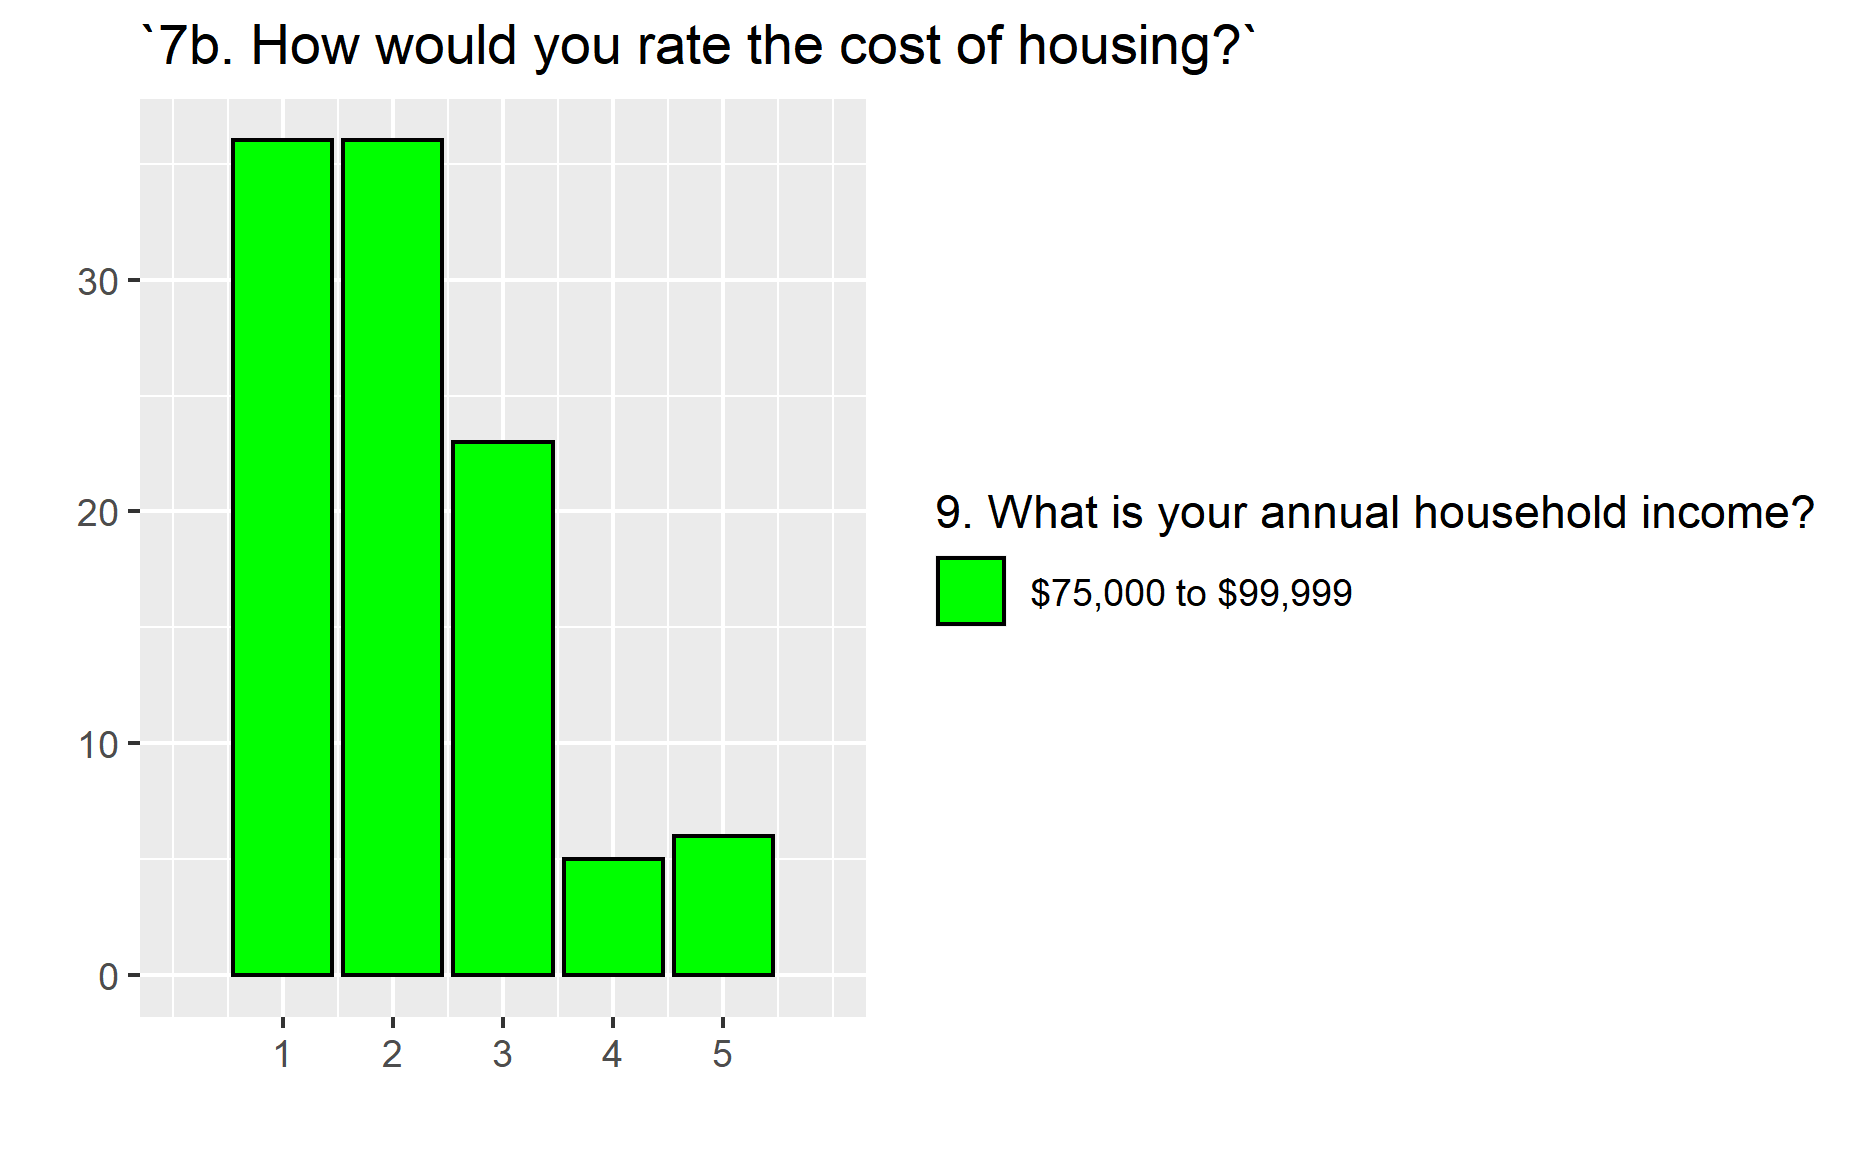 `7b. How would you rate the cost of housing?`
30
20
10
0
1 2 3 4 5
9. What is your annual household income?
$75,000 to $99,999